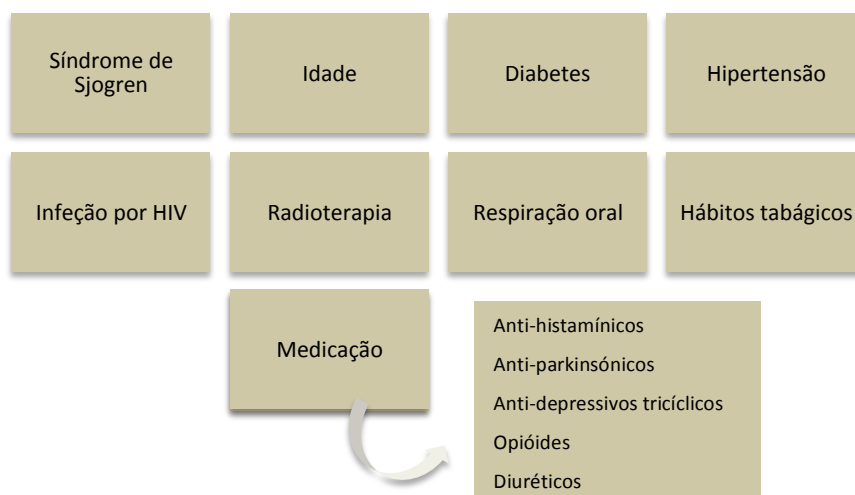 Síndrome de
Sjogren
Idade
Diabetes
Hipertensão
Infeção por HIV
Radioterapia
Respiração oral
Hábitos tabágicos
Medicação
Anti-histamínicos
Anti-parkinsónicos
Anti-depressivos tricíclicos
Opióides
Diuréticos